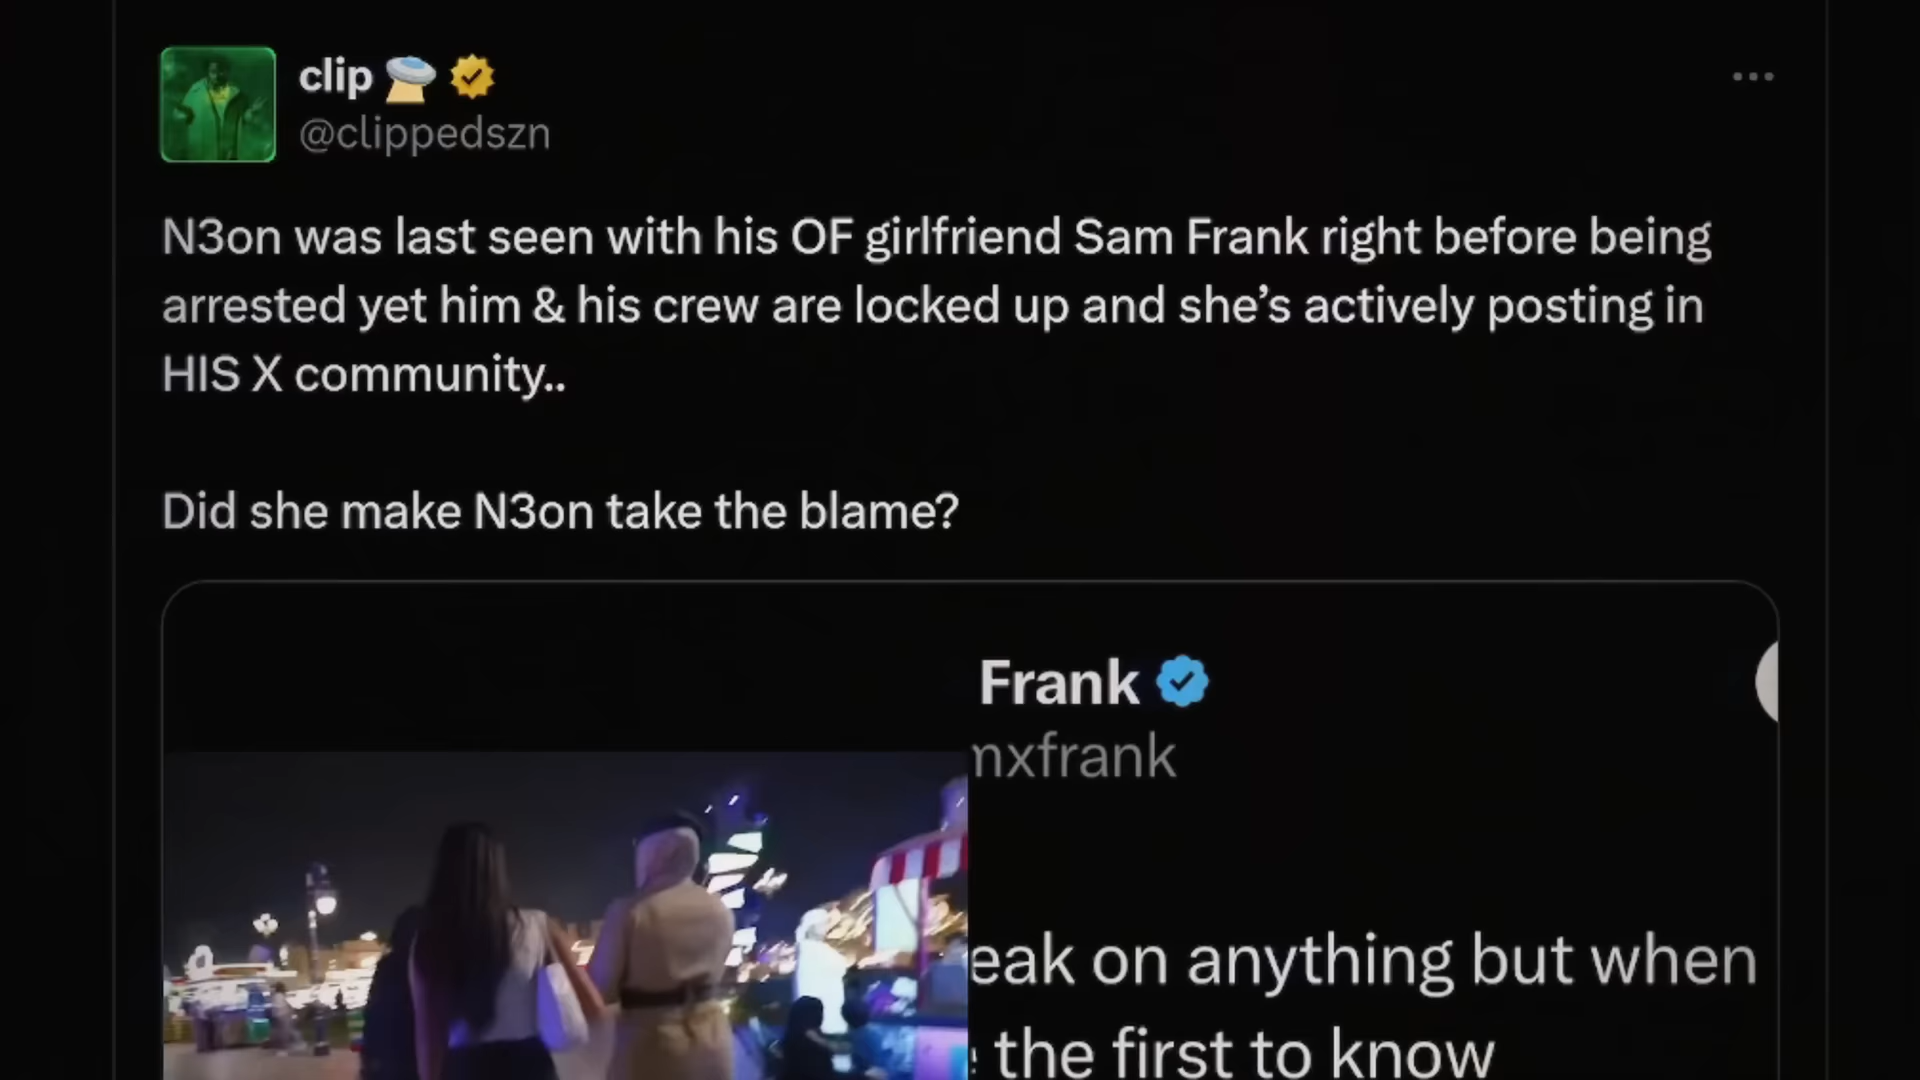 clip
@clippedszn
N3on was last seen with his OF girlfriend Sam Frank right before being
arrested yet him & his crew are locked up and she’s actively posting in
HIS X community..
Did she make N3on take the blame?
Frank
mxfrank
eak on anything but when
the first to know